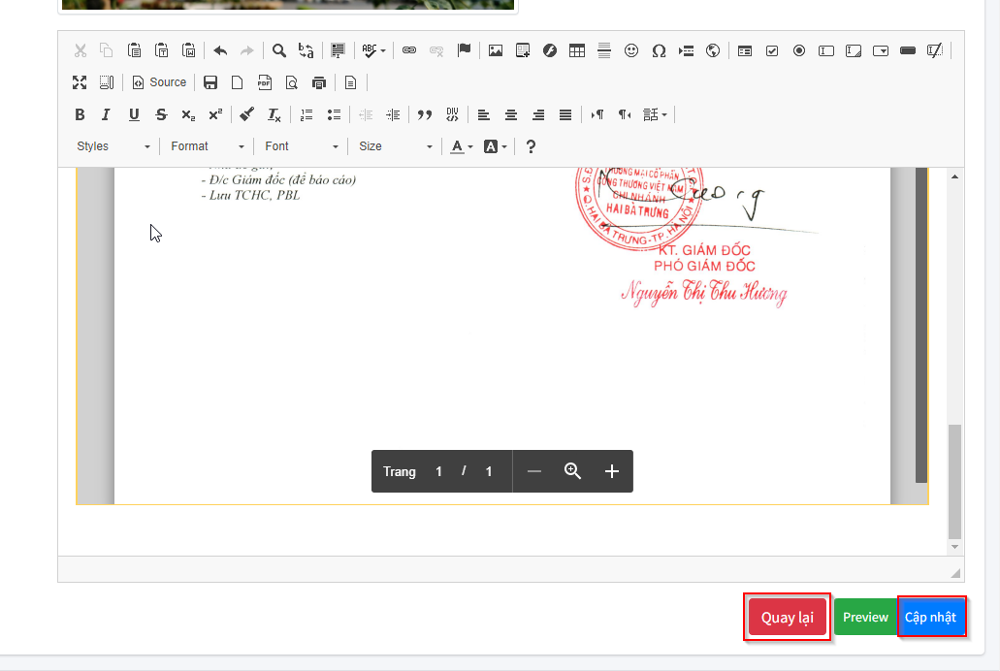 Source
Styles
Format
Font
Size
- Đ/c Giám đốc (để báo cáo)
- Lưu TCHC, PBL
THƯƠNG MẠI CỔ PHẦN
CÔNG THƯƠNG VIỆT NAM
CHI NHÁNH
HAI BÀ TRƯNG
Q.HAI BÀ TRƯNG-TP.HÀ NỘI
KT. GIÁM ĐỐC
PHÓ GIÁM ĐỐC
Nguyễn Thị Thu Hương
Trang 1 / 1
Quay lại
Preview
Cập nhật